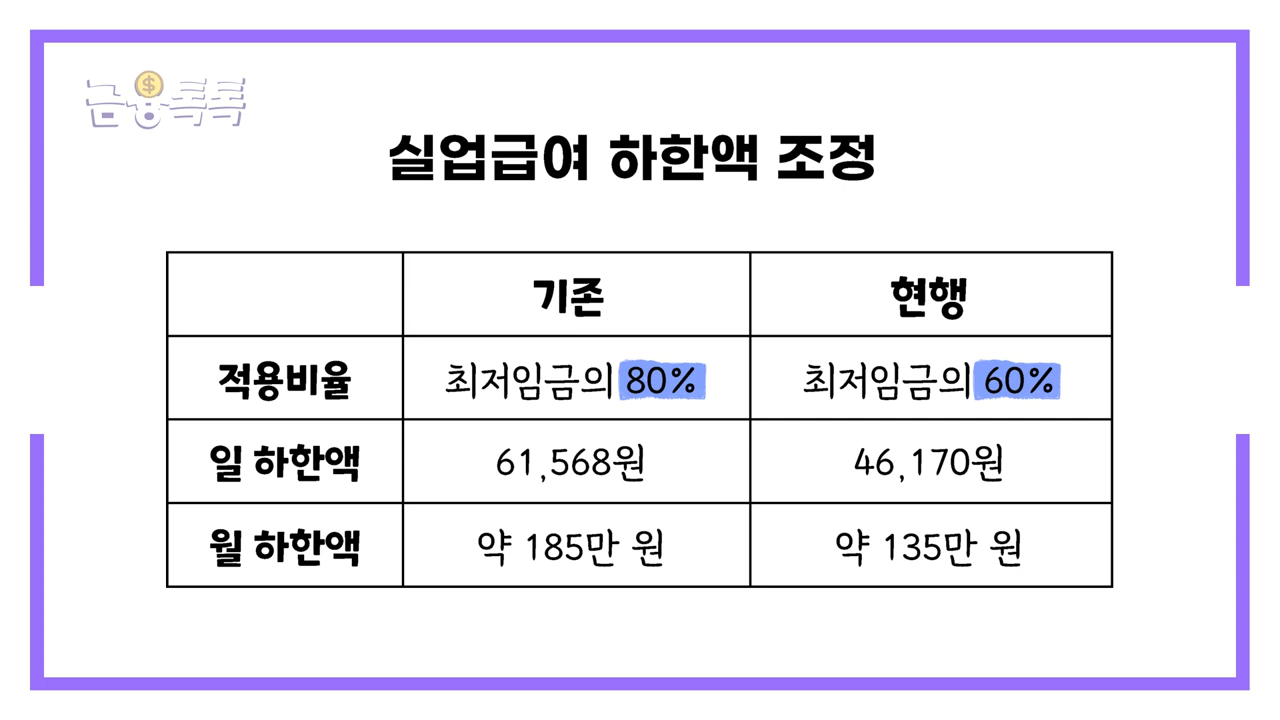 금융톡톡
실업급여 하한액 조정
기존 현행
적용비율 최저임금의 80% 최저임금의 60%
일 하한액 61,568원 46,170원
월 하한액 약 185만 원 약 135만 원